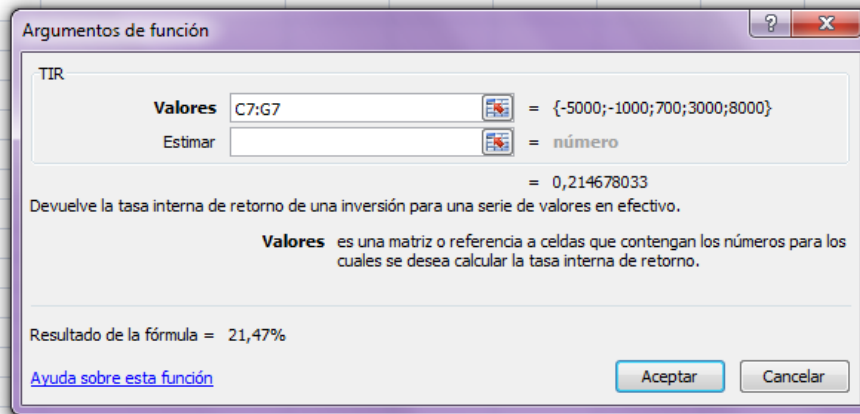 Argumentos de función
TIR
Valores C7:G7 = {-5000;-1000;700;3000;8000}
Estimar = número
= 0,214678033
Devuelve la tasa interna de retorno de una inversión para una serie de valores en efectivo.
Valores es una matriz o referencia a celdas que contengan los números para los
cuales se desea calcular la tasa interna de retorno.
Resultado de la fórmula = 21,47%
Ayuda sobre esta función
Aceptar Cancelar